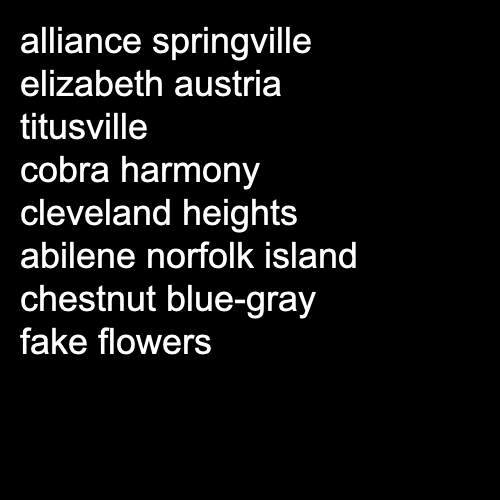 alliance springville
elizabeth austria
titusville
cobra harmony
cleveland heights
abilene norfolk island
chestnut blue-gray
fake flowers